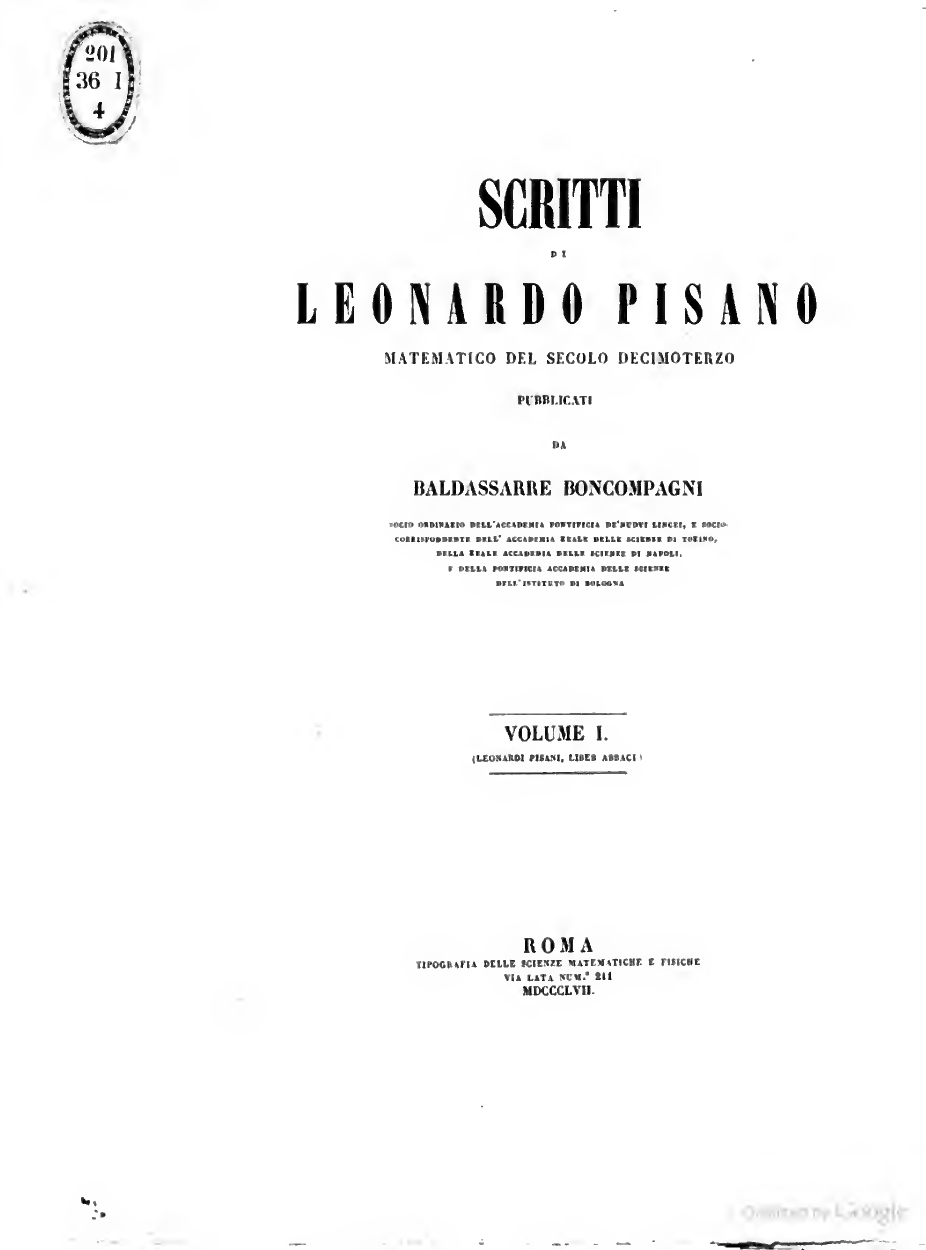 201
36 I
4
SCRITTI
DI
LEONARDO PISANO
MATEMATICO DEL SECOLO DECIMOTERZO
PUBBLICATI
DA
BALDASSARRE BONCOMPAGNI
SOCIO ORDINARIO DELL'ACCADEMIA PONTIFICIA DE'NUOVI LINCEI, E SOCIO
CORRISPONDENTE DELL' ACCADEMIA REALE DELLE SCIENZE DI TORINO,
DELLA REALE ACCADEMIA DELLE SCIENZE DI NAPOLI,
E DELLA PONTIFICIA ACCADEMIA DELLE SCIENZE
DELL'ISTITUTO DI BOLOGNA
VOLUME I.
(LEONARDI PISANI, LIBER ABBACI)
ROMA
TIPOGRAFIA DELLE SCIENZE MATEMATICHE E FISICHE
VIA LATA NUM.° 211
MDCCCLVII.
Digitized by Google